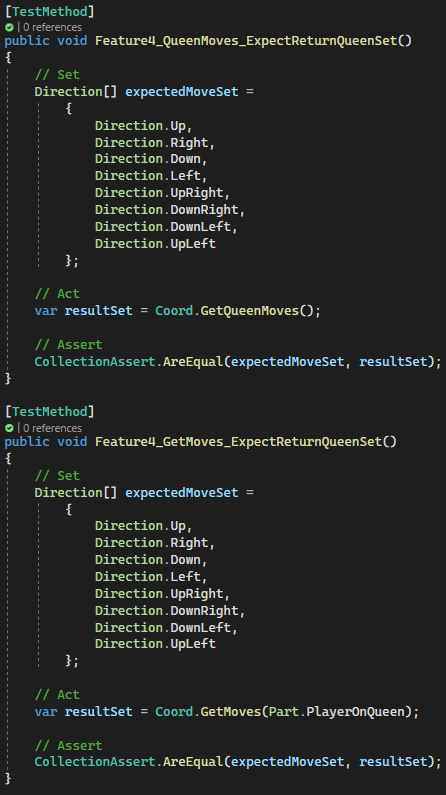 [TestMethod]
| 0 references
public void Feature4_QueenMoves_ExpectReturnQueenSet()
{
// Set
Direction[] expectedMoveSet =
{
Direction.Up,
Direction.Right,
Direction.Down,
Direction.Left,
Direction.UpRight,
Direction.DownRight,
Direction.DownLeft,
Direction.UpLeft
};
// Act
var resultSet = Coord.GetQueenMoves();
// Assert
CollectionAssert.AreEqual(expectedMoveSet, resultSet);
}
[TestMethod]
| 0 references
public void Feature4_GetMoves_ExpectReturnQueenSet()
{
// Set
Direction[] expectedMoveSet =
{
Direction.Up,
Direction.Right,
Direction.Down,
Direction.Left,
Direction.UpRight,
Direction.DownRight,
Direction.DownLeft,
Direction.UpLeft
};
// Act
var resultSet = Coord.GetMoves(Part.PlayerOnQueen);
// Assert
CollectionAssert.AreEqual(expectedMoveSet, resultSet);
}